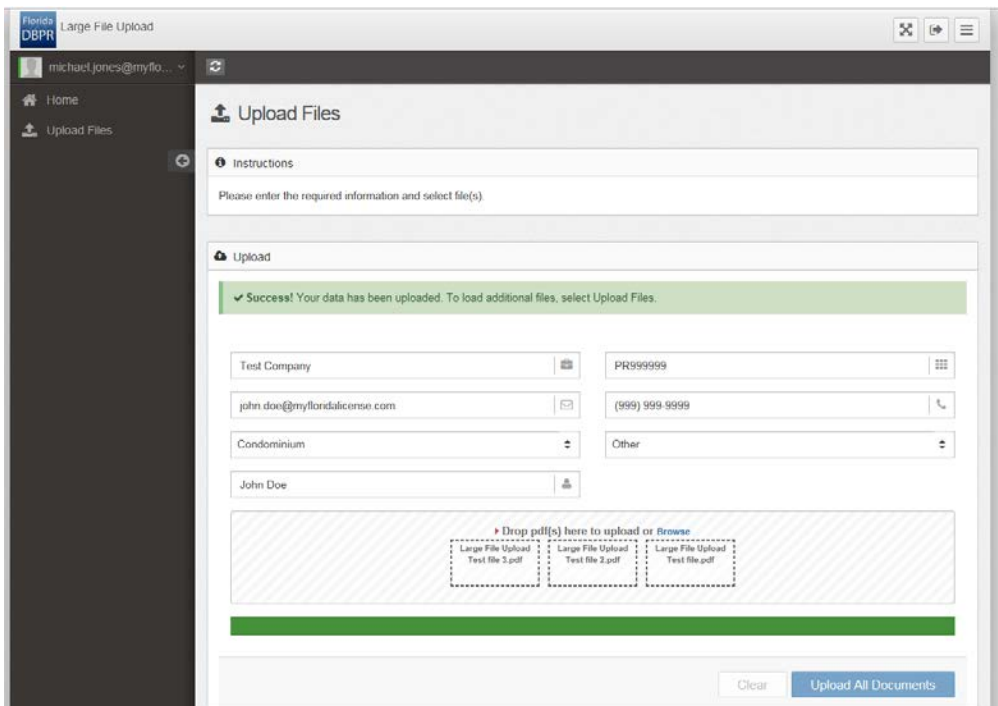 Florida
DBPR
Large File Upload
michael.jones@myflo...
Home
Upload Files
Upload Files
Instructions
Please enter the required information and select file(s).
Upload
Success! Your data has been uploaded. To load additional files, select Upload Files.
Test Company
PR999999
john.doe@myfloridalicense.com
(999) 999-9999
Condominium
Other
John Doe
Drop pdf(s) here to upload or Browse
Large File Upload
Test file 3.pdf
Large File Upload
Test file 2.pdf
Large File Upload
Test file.pdf
Clear
Upload All Documents